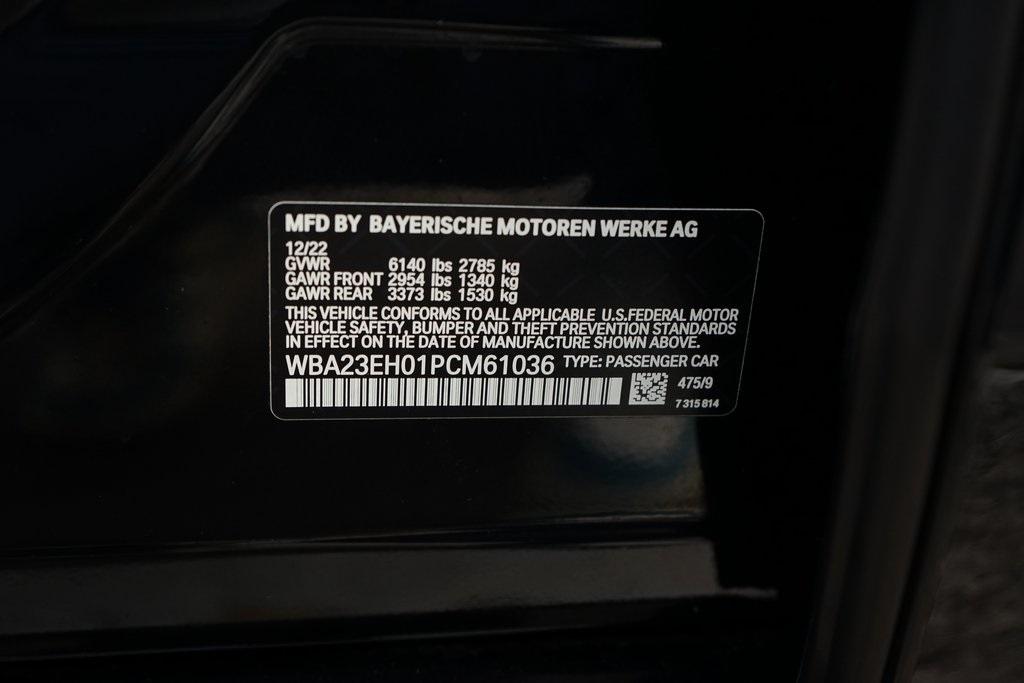 MFD BY BAYERISCHE MOTOREN WERKE AG
12/22
GVWR 6140 lbs 2785 kg
GAWR FRONT 2954 lbs 1340 kg
GAWR REAR 3373 lbs 1530 kg
THIS VEHICLE CONFORMS TO ALL APPLICABLE U.S.FEDERAL MOTOR
VEHICLE SAFETY, BUMPER AND THEFT PREVENTION STANDARDS
IN EFFECT ON THE DATE OF MANUFACTURE SHOWN ABOVE.
WBA23EH01PCM61036 TYPE: PASSENGER CAR
475/9
7 315 814